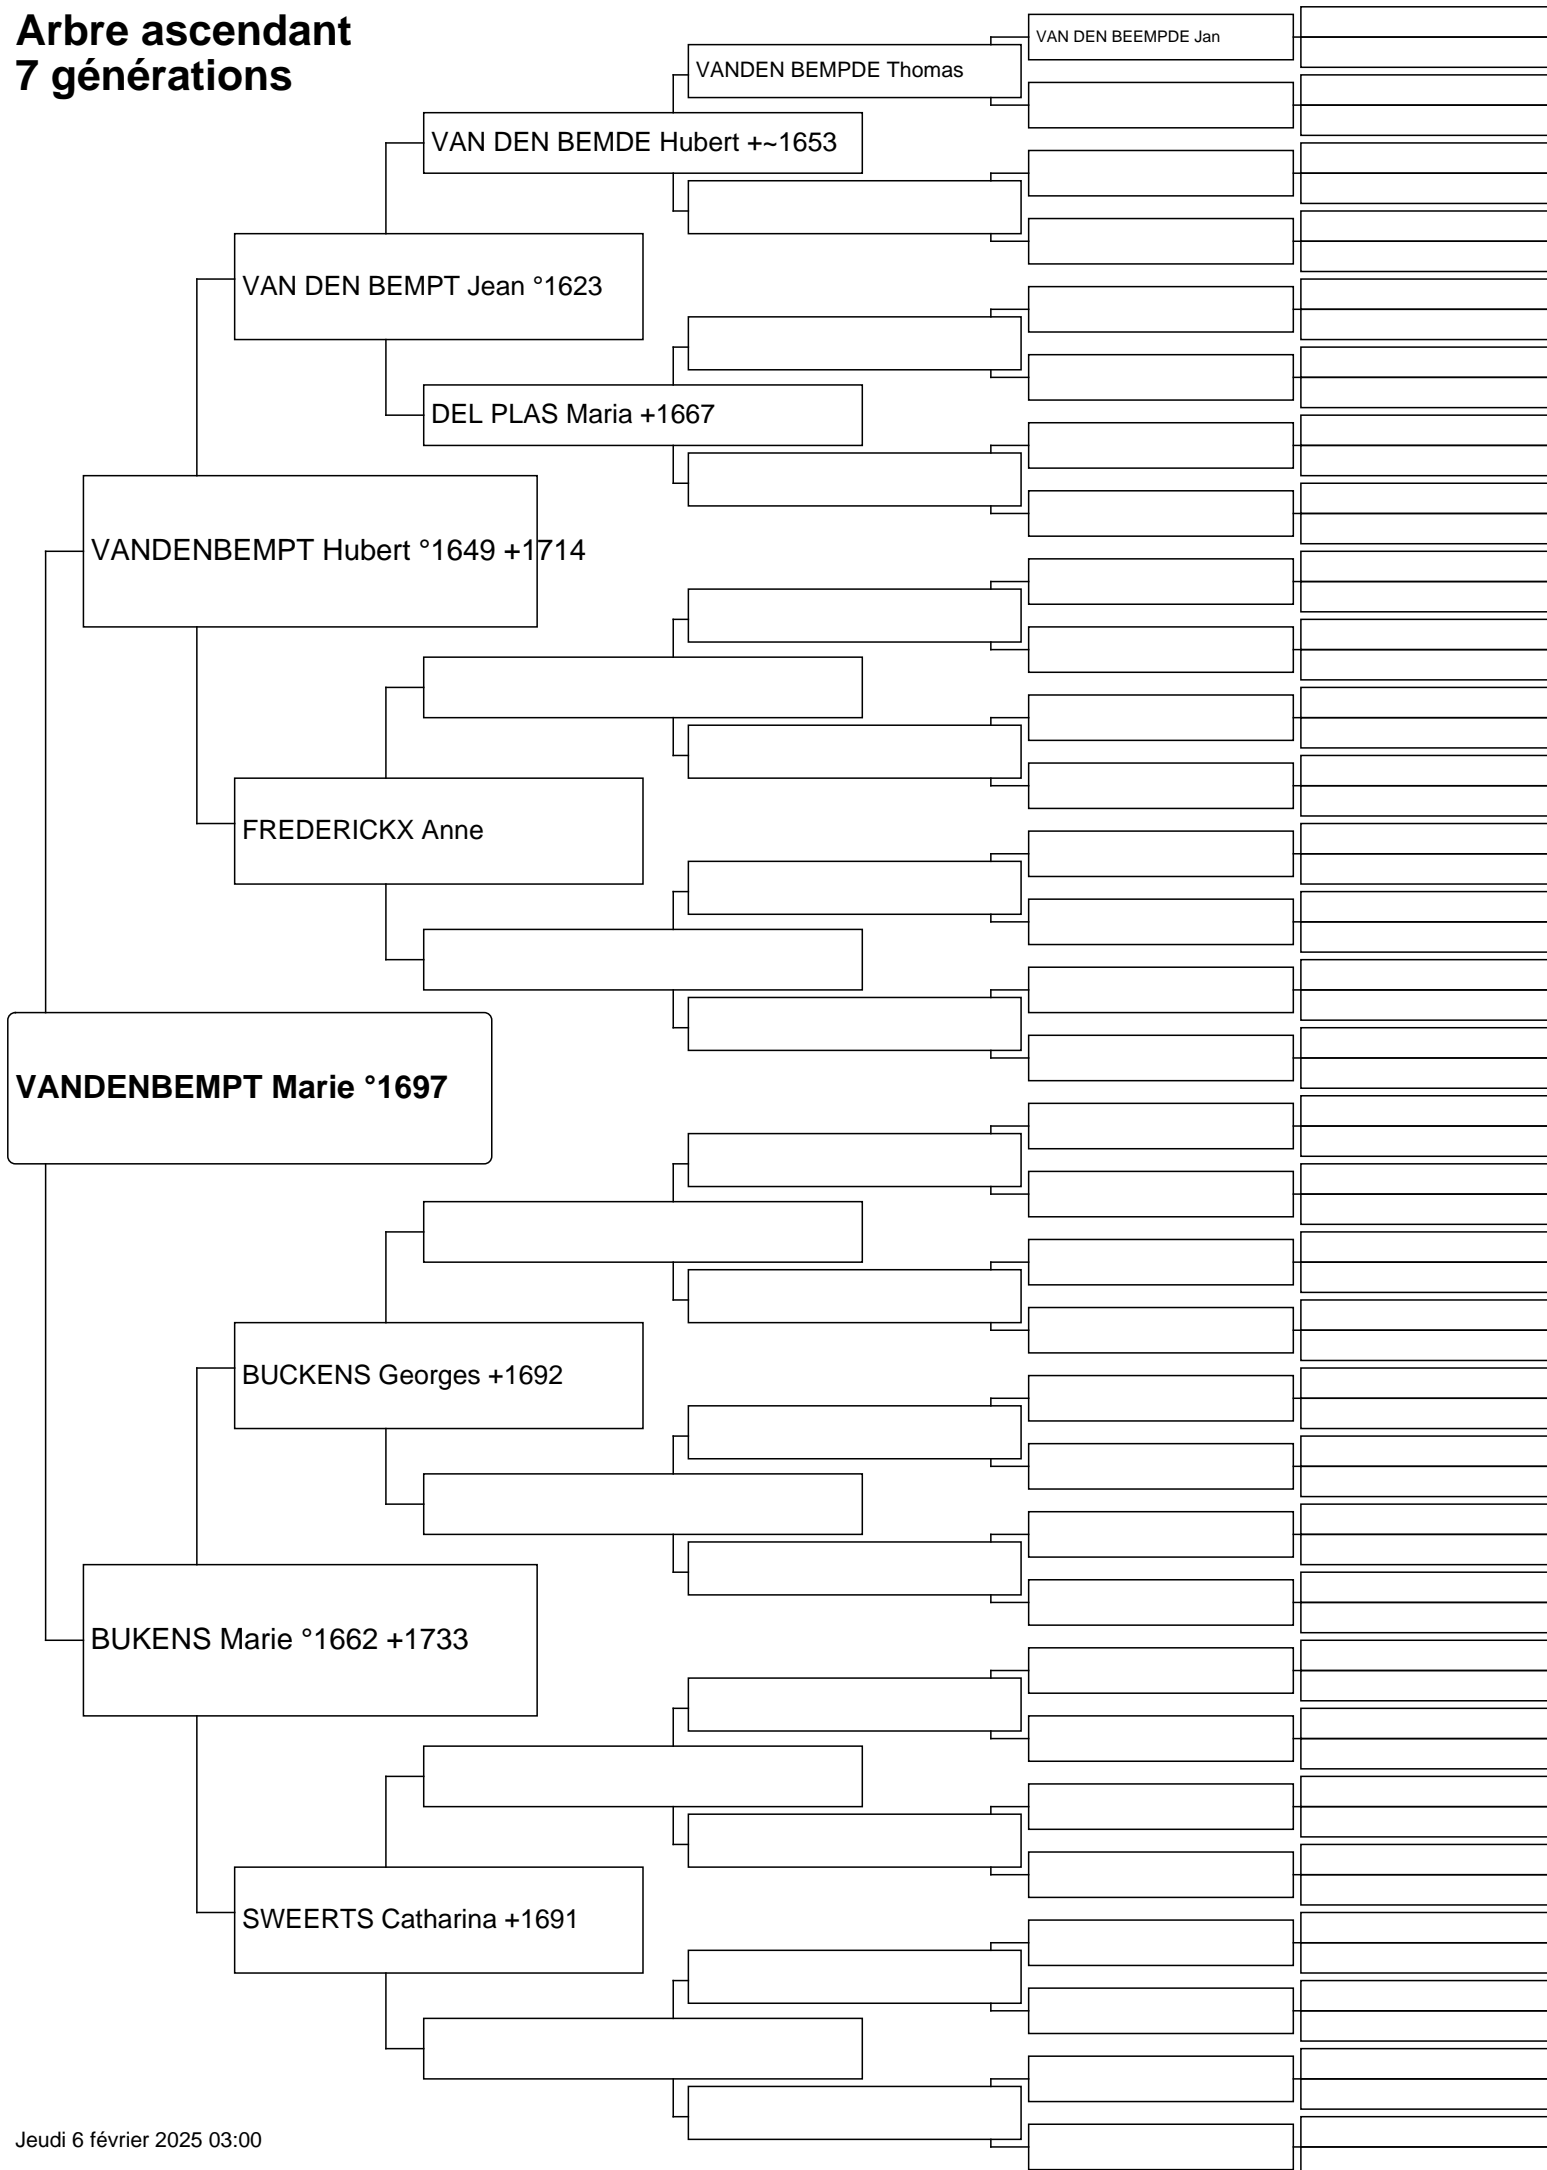 Arbre ascendant
7 générations
VAN DEN BEEMPDE Jan
VANDEN BEMPDE Thomas
VAN DEN BEMDE Hubert +~1653
VAN DEN BEMPT Jean °1623
DEL PLAS Maria +1667
VANDENBEMPT Hubert °1649 +1714
FREDERICKX Anne
VANDENBEMPT Marie °1697
BUCKENS Georges +1692
BUKENS Marie °1662 +1733
SWEERTS Catharina +1691
Jeudi 6 février 2025 03:00